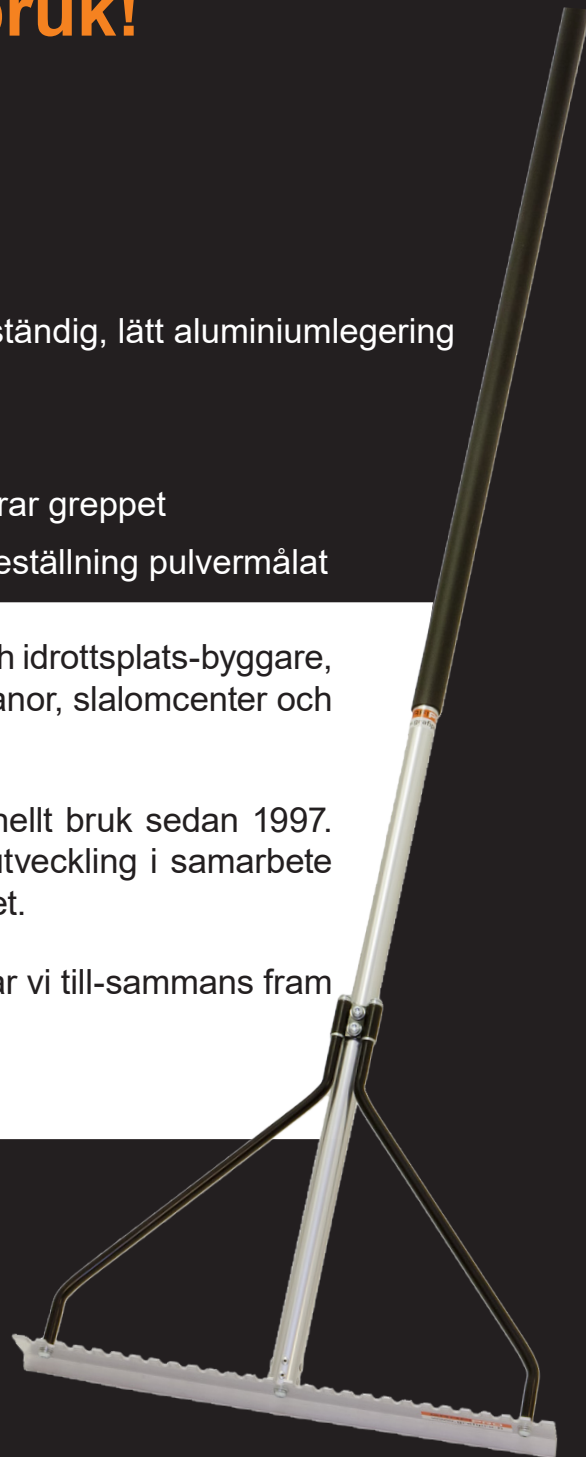 bruk!
ständig, lätt aluminiumlegering
rar greppet
eställning pulvermålat
h idrottsplats-byggare,
anor, slalomcenter och
nellt bruk sedan 1997.
utveckling i samarbete
et.
ar vi till-sammans fram